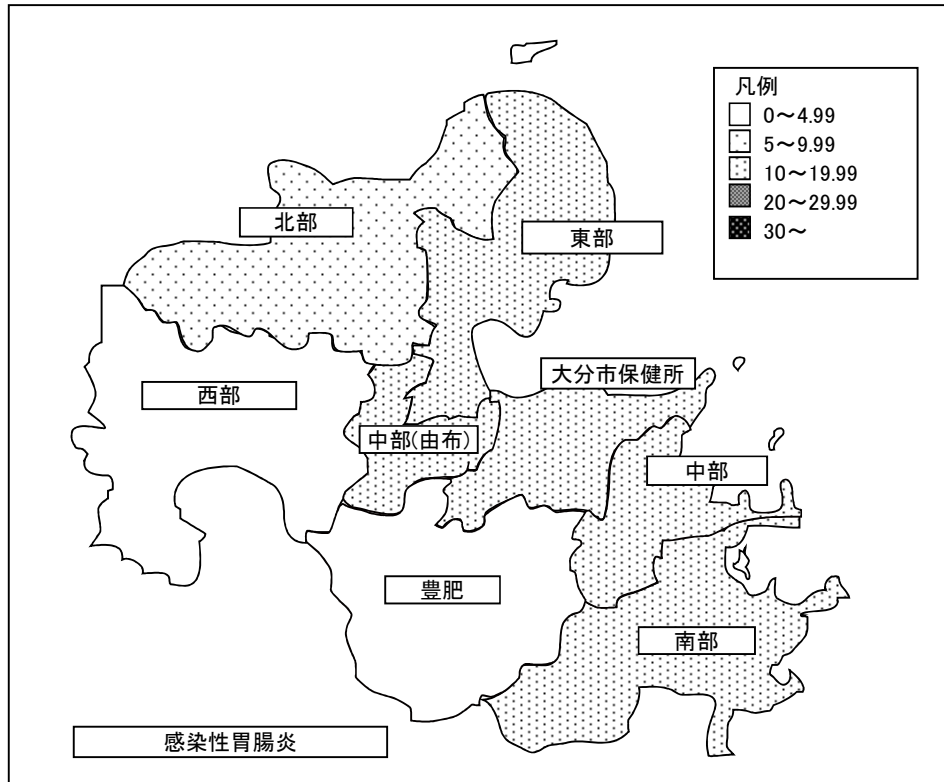 凡例
0～4.99
5～9.99
10～19.99
20～29.99
30～
北部
東部
大分市保健所
西部
中部(由布)
中部
豊肥
南部
感染性胃腸炎